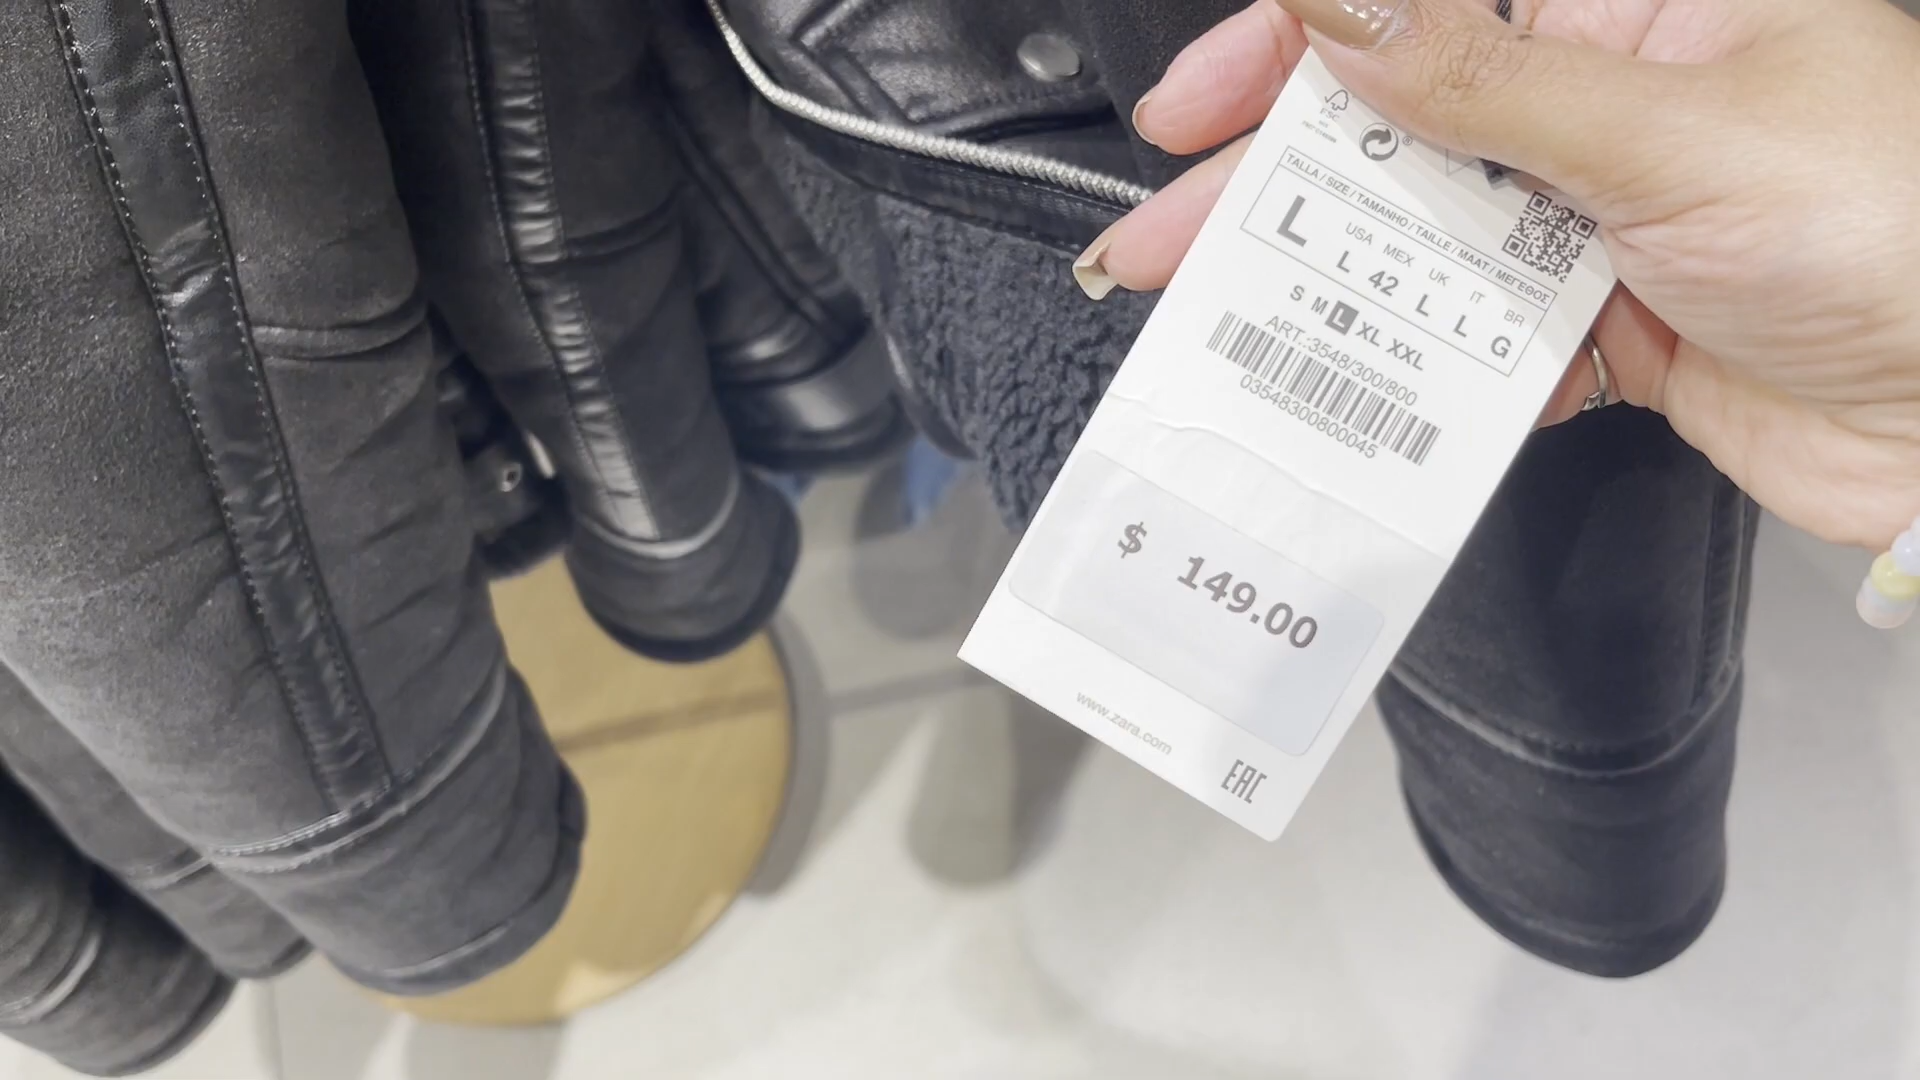 FSC
®
TALLA / SIZE / TAMANHO / TAILLE / MAAT / ΜΕΓΕΘΟΣ
L
USA MEX UK IT BR
L 42 L L G
S M L XL XXL
ART.:3548/300/800
03548300800045
$ 149.00
www.zara.com
EAC